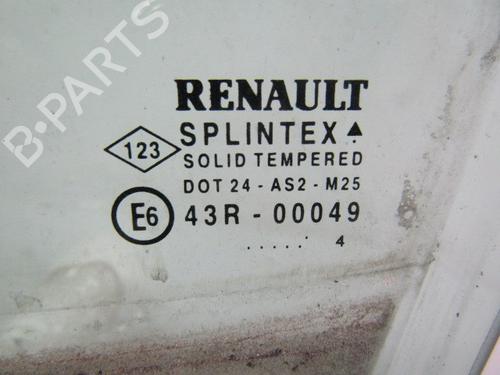 B-PARTS
RENAULT
123 SPLINTEX
SOLID TEMPERED
DOT 24 - AS2 - M25
E6 43R - 00049
..... 4